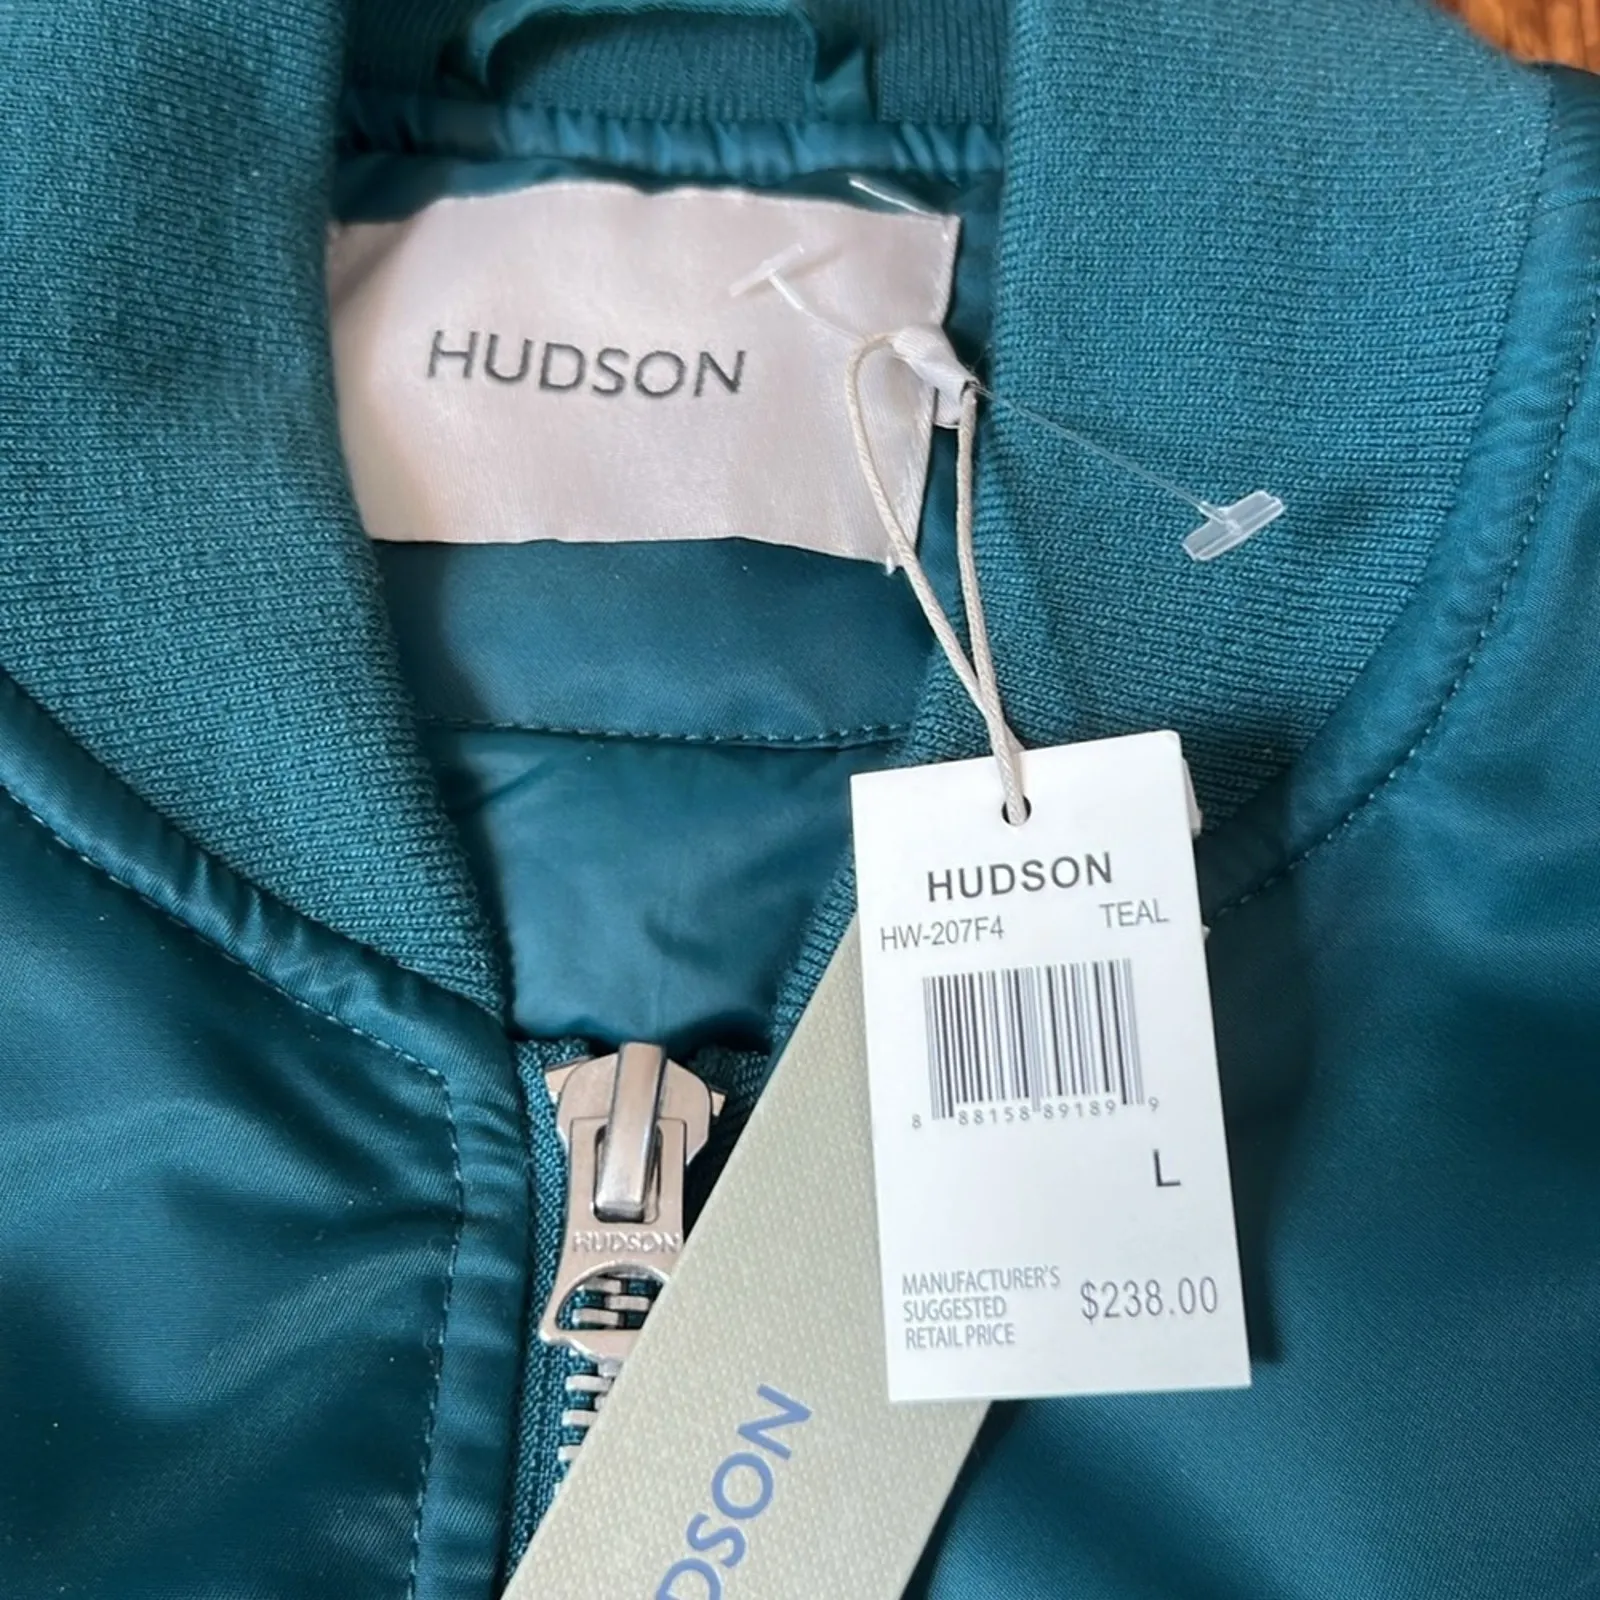 HUDSON
HUDSON
HW-207F4 TEAL
8 88158 89189 9
L
MANUFACTURER'S
SUGGESTED
RETAIL PRICE
$238.00
HUDSON
DSON